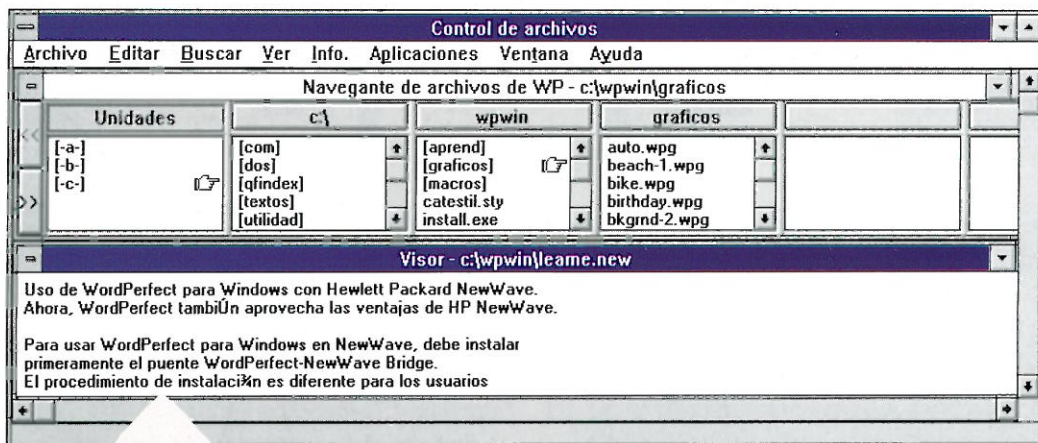 Control de archivos
Archivo Editar Buscar Ver Info. Aplicaciones Ventana Ayuda
Navegante de archivos de WP - c:\wpwin\graficos
Unidades
[-a-]
[-b-]
[-c-]
c:\
[com]
[dos]
[qfindex]
[textos]
[utilidad]
wpwin
[aprend]
[graficos]
[macros]
catestil.sty
install.exe
graficos
auto.wpg
beach-1.wpg
bike.wpg
birthday.wpg
bkgrnd-2.wpg
<<
>>
Visor - c:\wpwin\leame.new
Uso de WordPerfect para Windows con Hewlett Packard NewWave.
Ahora, WordPerfect tambiÚn aprovecha las ventajas de HP NewWave.
Para usar WordPerfect para Windows en NewWave, debe instalar
primeramente el puente WordPerfect-NewWave Bridge.
El procedimiento de instalaci¾n es diferente para los usuarios